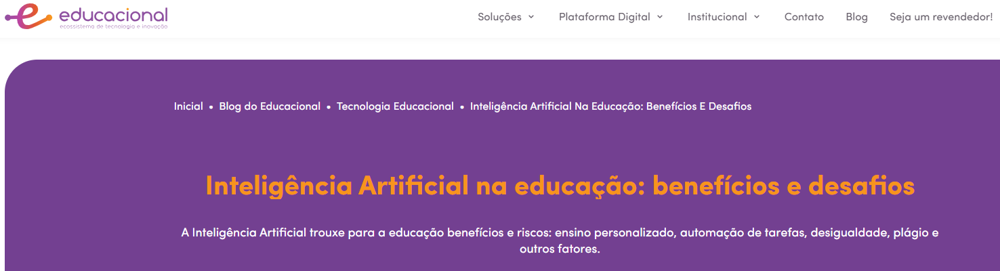 educacional
ecossistema de tecnologia e inovação
Soluções Plataforma Digital Institucional Contato Blog Seja um revendedor!
Inicial • Blog do Educacional • Tecnologia Educacional • Inteligência Artificial Na Educação: Benefícios E Desafios
Inteligência Artificial na educação: benefícios e desafios
A Inteligência Artificial trouxe para a educação benefícios e riscos: ensino personalizado, automação de tarefas, desigualdade, plágio e
outros fatores.